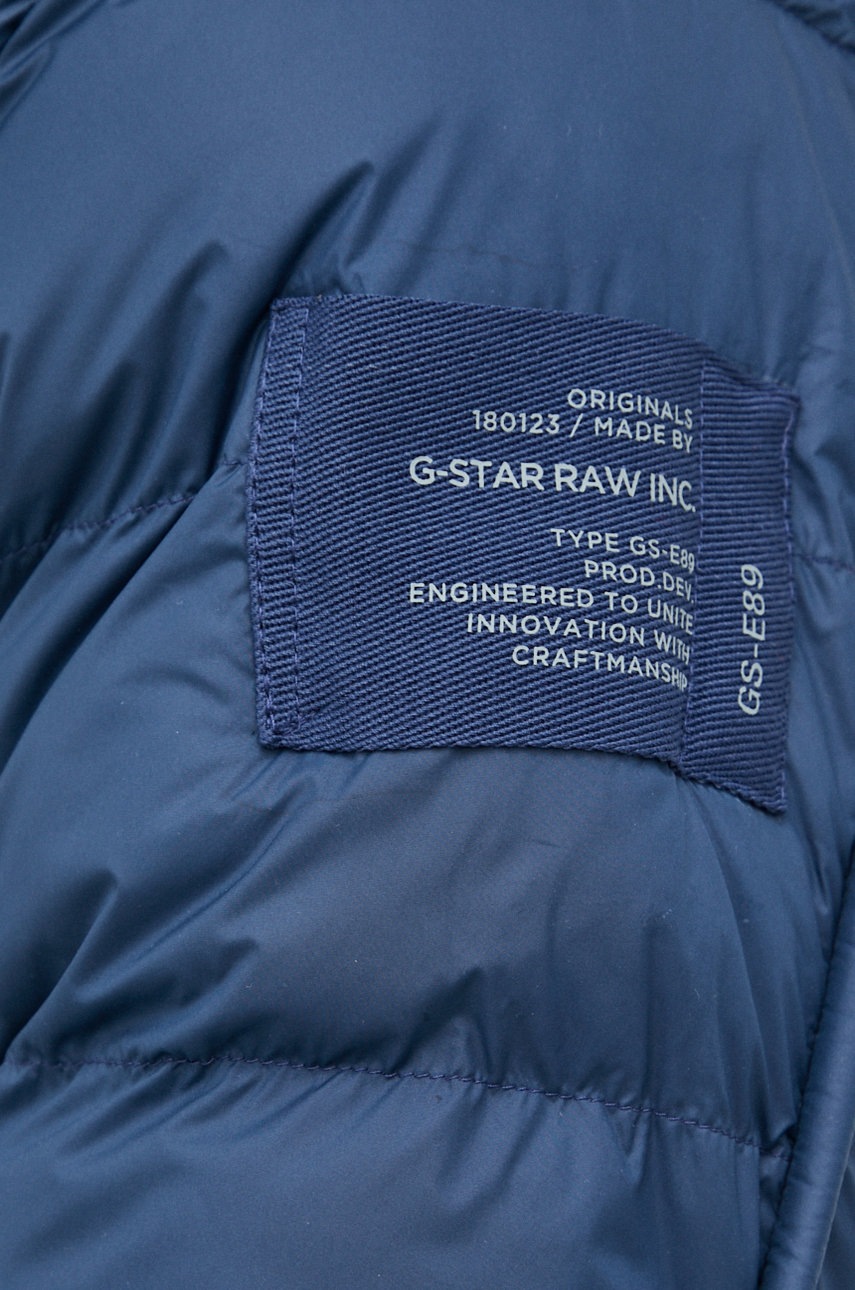 ORIGINALS
180123 / MADE BY
G-STAR RAW INC.
TYPE GS-E89
PROD.DEV.
ENGINEERED TO UNITE
INNOVATION WITH
CRAFTMANSHIP
GS-E89